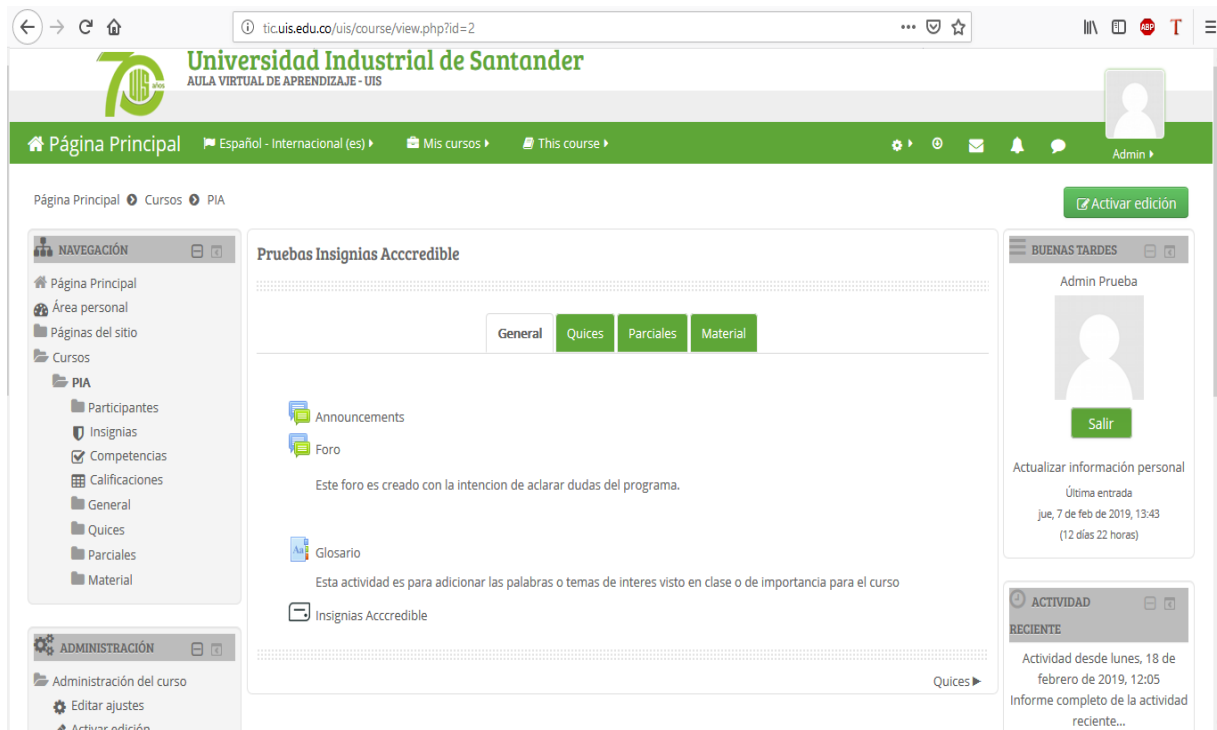 tic.uis.edu.co/uis/course/view.php?id=2
ABP
T
70 UIS años
Universidad Industrial de Santander
AULA VIRTUAL DE APRENDIZAJE - UIS
Página Principal
Español - Internacional (es)
Mis cursos
This course
Admin
Página Principal Cursos PIA
Activar edición
NAVEGACIÓN
Página Principal
Área personal
Páginas del sitio
Cursos
PIA
Participantes
Insignias
Competencias
Calificaciones
General
Quices
Parciales
Material
ADMINISTRACIÓN
Administración del curso
Editar ajustes
Activar edición
Pruebas Insignias Acccredible
General
Quices
Parciales
Material
Announcements
Foro
Este foro es creado con la intencion de aclarar dudas del programa.
Aa
Glosario
Esta actividad es para adicionar las palabras o temas de interes visto en clase o de importancia para el curso
Insignias Acccredible
Quices
BUENAS TARDES
Admin Prueba
Salir
Actualizar información personal
Última entrada
jue, 7 de feb de 2019, 13:43
(12 días 22 horas)
ACTIVIDAD
RECIENTE
Actividad desde lunes, 18 de
febrero de 2019, 12:05
Informe completo de la actividad
reciente...